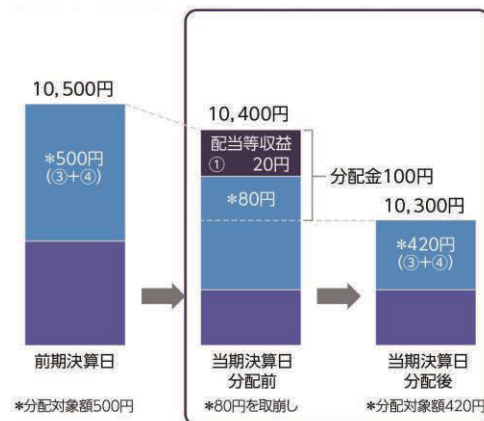 10,500円
*500円
(③+④)
前期決算日
*分配対象額500円
10,400円
配当等収益
① 20円
*80円
分配金100円
当期決算日
分配前
*80円を取崩し
10,300円
*420円
(③+④)
当期決算日
分配後
*分配対象額420円